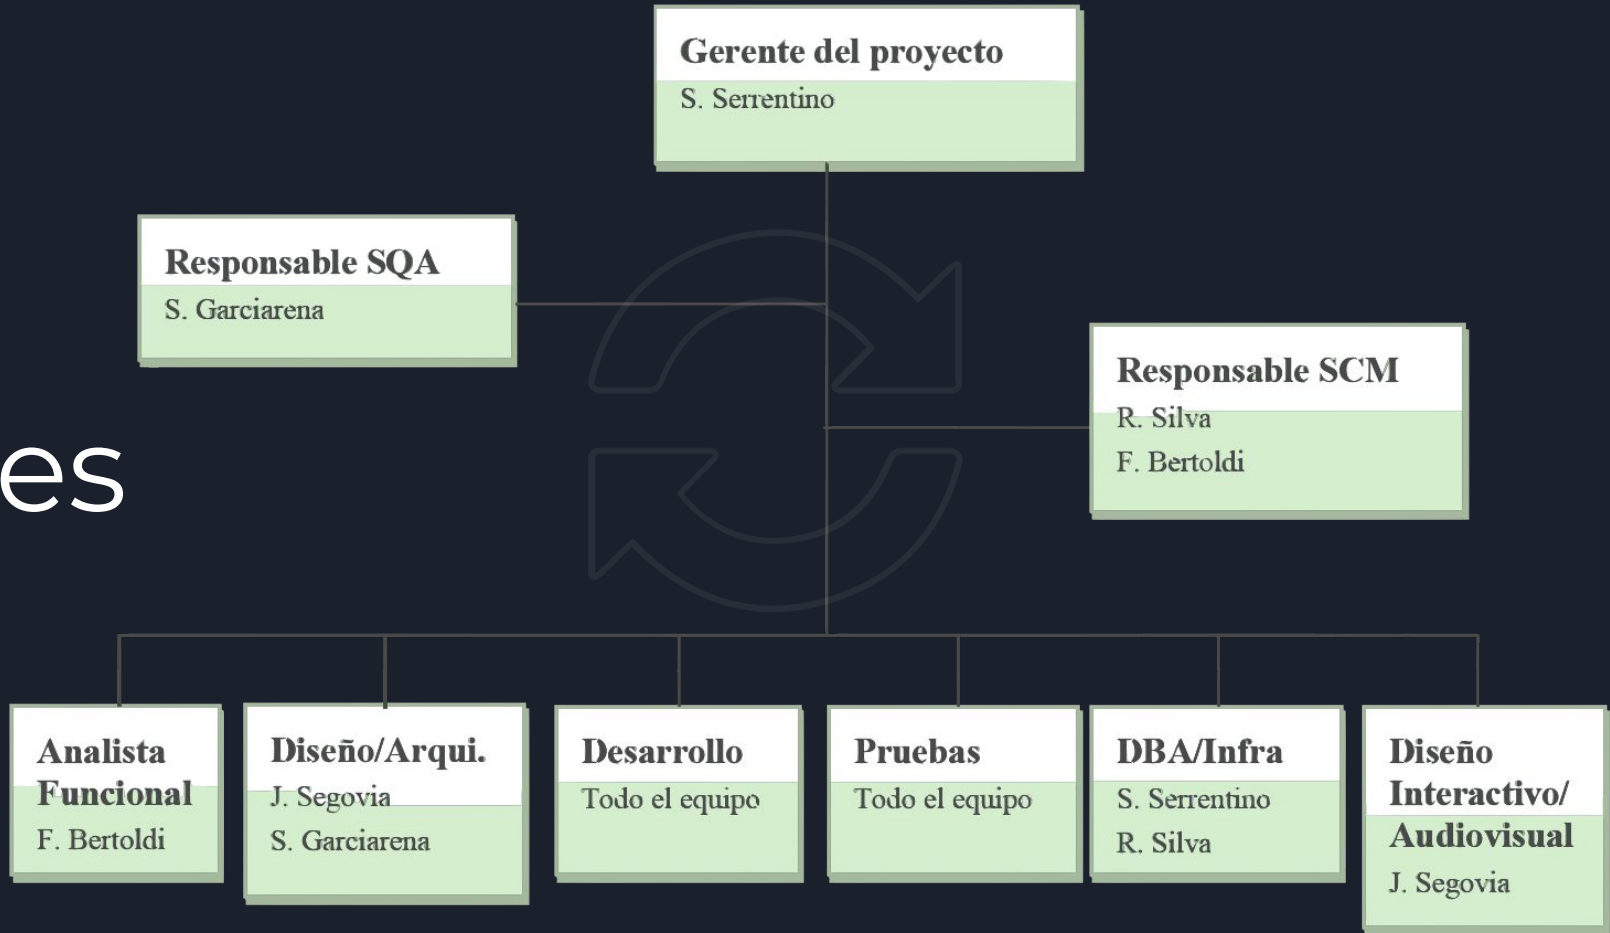 Gerente del proyecto
S. Serrentino
Responsable SQA
S. Garciarena
Responsable SCM
R. Silva
F. Bertoldi
es
Analista
Funcional
F. Bertoldi
Diseño/Arqui.
J. Segovia
S. Garciarena
Desarrollo
Todo el equipo
Pruebas
Todo el equipo
DBA/Infra
S. Serrentino
R. Silva
Diseño
Interactivo/
Audiovisual
J. Segovia